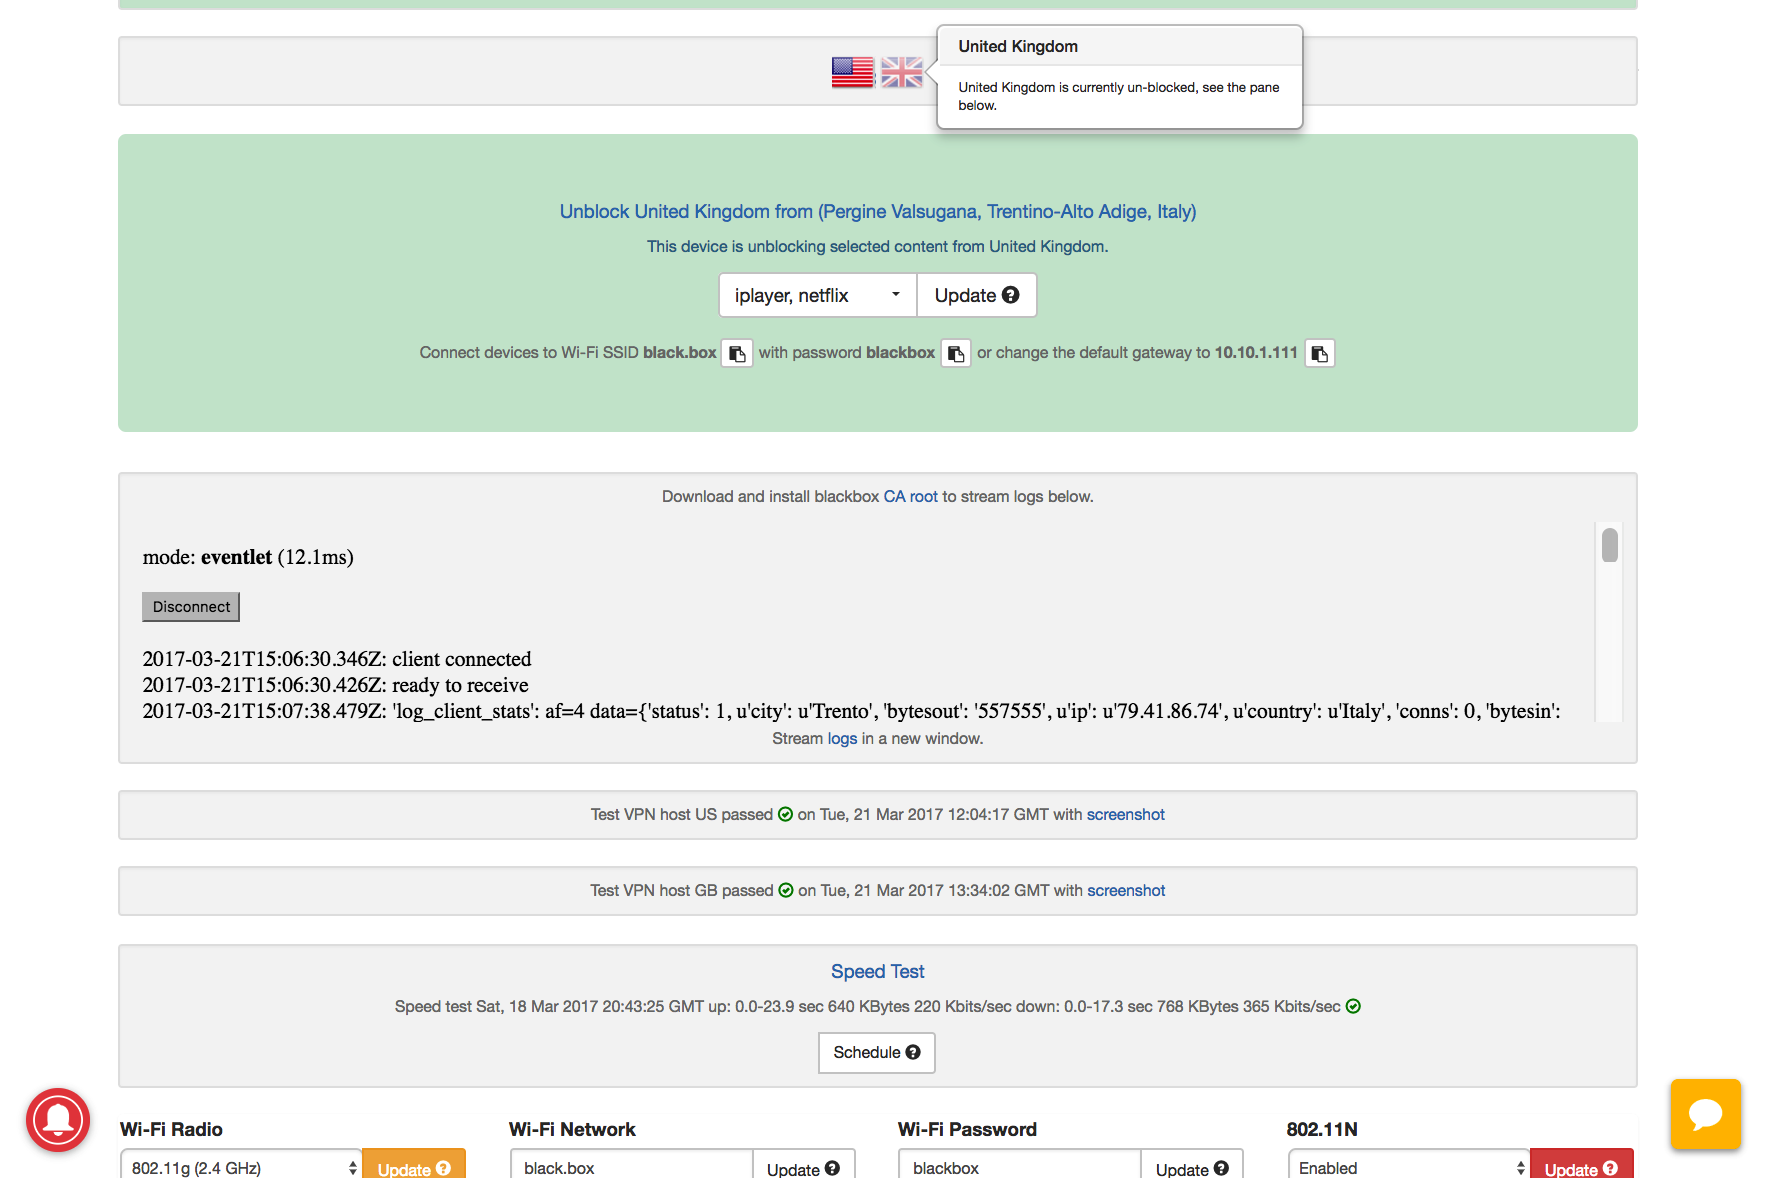 United Kingdom
United Kingdom is currently un-blocked, see the pane
below.
Unblock United Kingdom from (Pergine Valsugana, Trentino-Alto Adige, Italy)
This device is unblocking selected content from United Kingdom.
iplayer, netflix Update
Connect devices to Wi-Fi SSID black.box with password blackbox or change the default gateway to 10.10.1.111
Download and install blackbox CA root to stream logs below.
mode: eventlet (12.1ms)
Disconnect
2017-03-21T15:06:30.346Z: client connected
2017-03-21T15:06:30.426Z: ready to receive
2017-03-21T15:07:38.479Z: 'log_client_stats': af=4 data={'status': 1, u'city': u'Trento', 'bytesout': '557555', u'ip': u'79.41.86.74', u'country': u'Italy', 'conns': 0, 'bytesin':
Stream logs in a new window.
Test VPN host US passed on Tue, 21 Mar 2017 12:04:17 GMT with screenshot
Test VPN host GB passed on Tue, 21 Mar 2017 13:34:02 GMT with screenshot
Speed Test
Speed test Sat, 18 Mar 2017 20:43:25 GMT up: 0.0-23.9 sec 640 KBytes 220 Kbits/sec down: 0.0-17.3 sec 768 KBytes 365 Kbits/sec
Schedule
Wi-Fi Radio Wi-Fi Network Wi-Fi Password 802.11N
802.11g (2.4 GHz) Update black.box Update blackbox Update Enabled Update